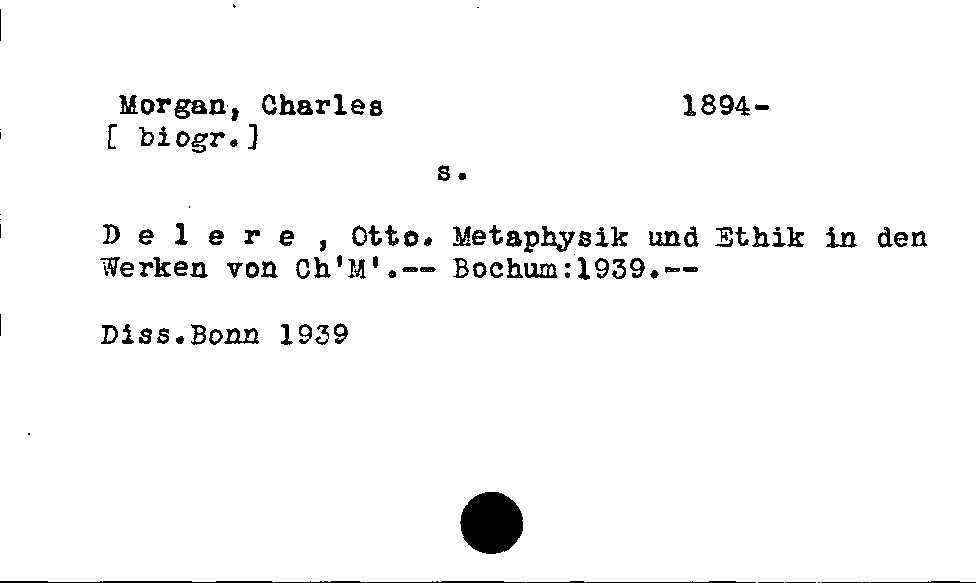 Morgan, Charles 1894-
[ biogr.]
s.
D e l e r e , Otto. Metaphysik und Ethik in den
Werken von Ch'M'.-- Bochum:1939.--
Diss.Bonn 1939